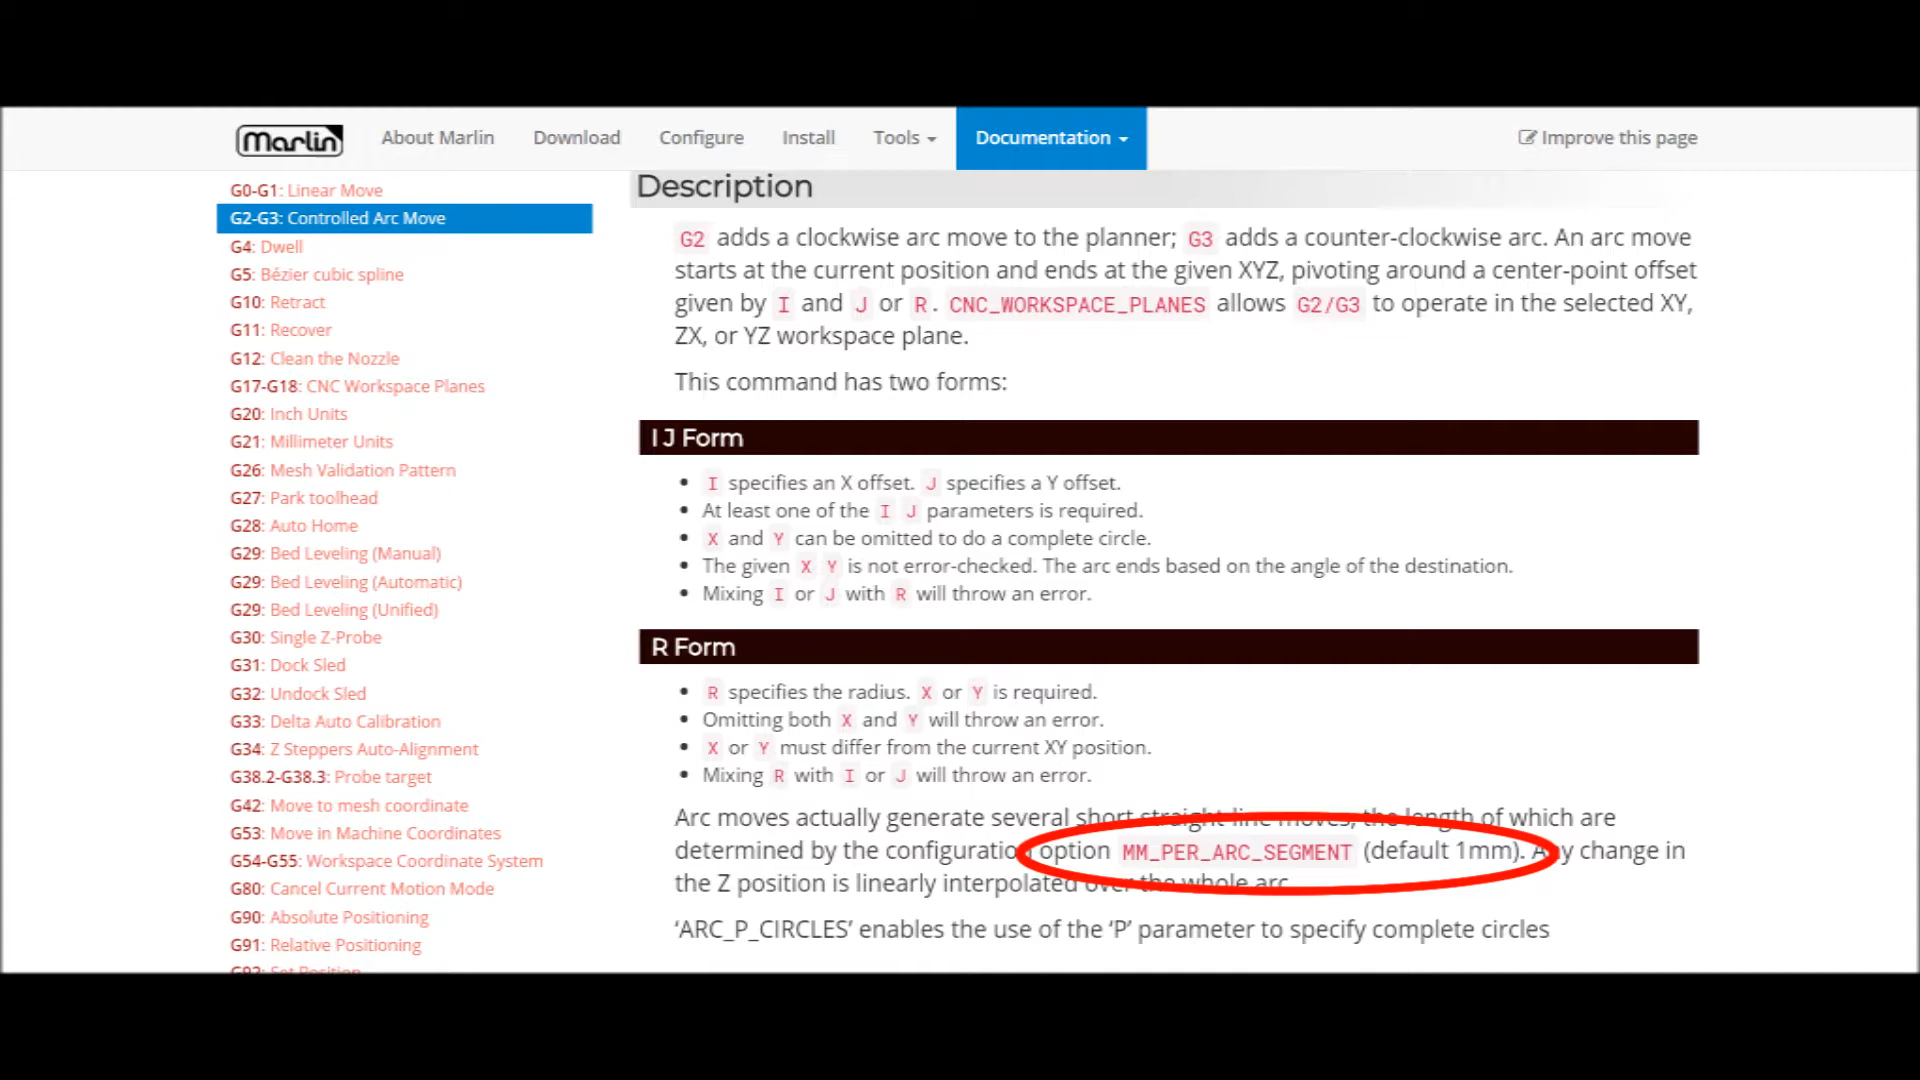 Marlin About Marlin Download Configure Install Tools Documentation Improve this page
G0-G1: Linear Move
G2-G3: Controlled Arc Move
G4: Dwell
G5: Bézier cubic spline
G10: Retract
G11: Recover
G12: Clean the Nozzle
G17-G18: CNC Workspace Planes
G20: Inch Units
G21: Millimeter Units
G26: Mesh Validation Pattern
G27: Park toolhead
G28: Auto Home
G29: Bed Leveling (Manual)
G29: Bed Leveling (Automatic)
G29: Bed Leveling (Unified)
G30: Single Z-Probe
G31: Dock Sled
G32: Undock Sled
G33: Delta Auto Calibration
G34: Z Steppers Auto-Alignment
G38.2-G38.3: Probe target
G42: Move to mesh coordinate
G53: Move in Machine Coordinates
G54-G55: Workspace Coordinate System
G80: Cancel Current Motion Mode
G90: Absolute Positioning
G91: Relative Positioning
G92: Set Position
Description
G2 adds a clockwise arc move to the planner; G3 adds a counter-clockwise arc. An arc move
starts at the current position and ends at the given XYZ, pivoting around a center-point offset
given by I and J or R. CNC_WORKSPACE_PLANES allows G2/G3 to operate in the selected XY,
ZX, or YZ workspace plane.
This command has two forms:
I J Form
• I specifies an X offset. J specifies a Y offset.
• At least one of the I J parameters is required.
• X and Y can be omitted to do a complete circle.
• The given X Y is not error-checked. The arc ends based on the angle of the destination.
• Mixing I or J with R will throw an error.
R Form
• R specifies the radius. X or Y is required.
• Omitting both X and Y will throw an error.
• X or Y must differ from the current XY position.
• Mixing R with I or J will throw an error.
Arc moves actually generate several short straight-line moves, the length of which are
determined by the configuration option MM_PER_ARC_SEGMENT (default 1mm). Any change in
the Z position is linearly interpolated over the whole arc.
‘ARC_P_CIRCLES’ enables the use of the ‘P’ parameter to specify complete circles